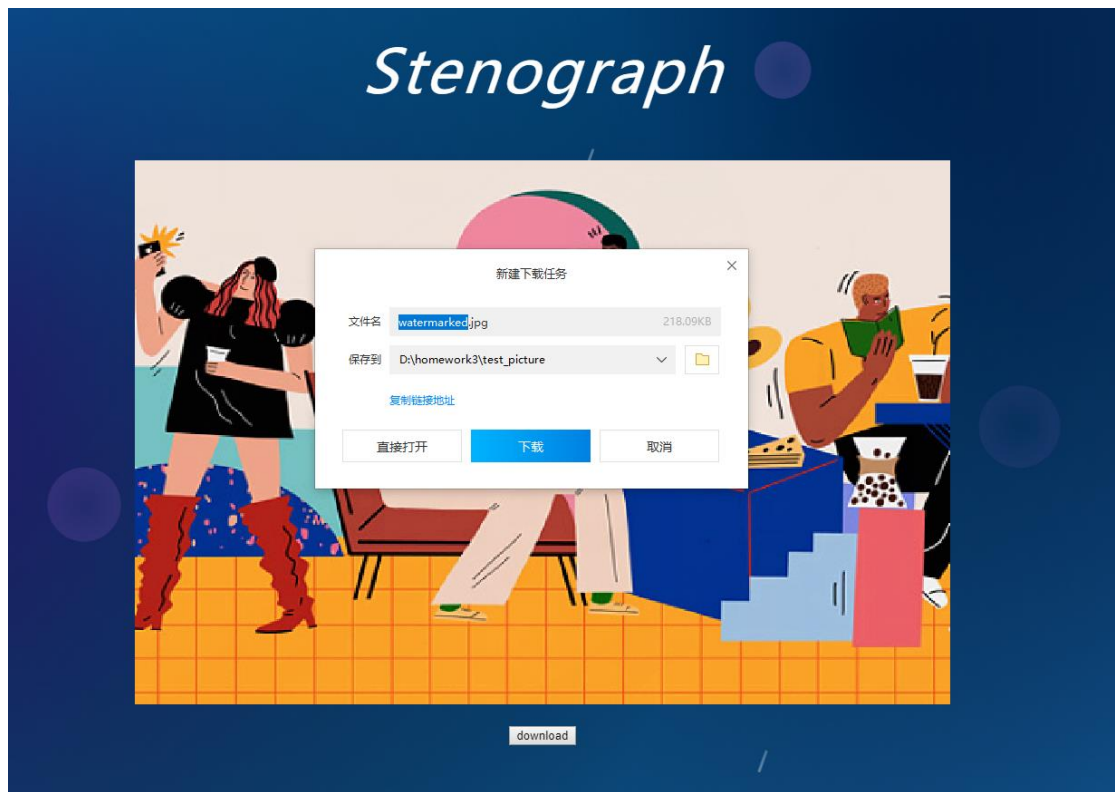 Stenograph
新建下载任务
文件名 watermarked.jpg 218.09KB
保存到 D:\homework3\test_picture
复制链接地址
直接打开 下载 取消
download